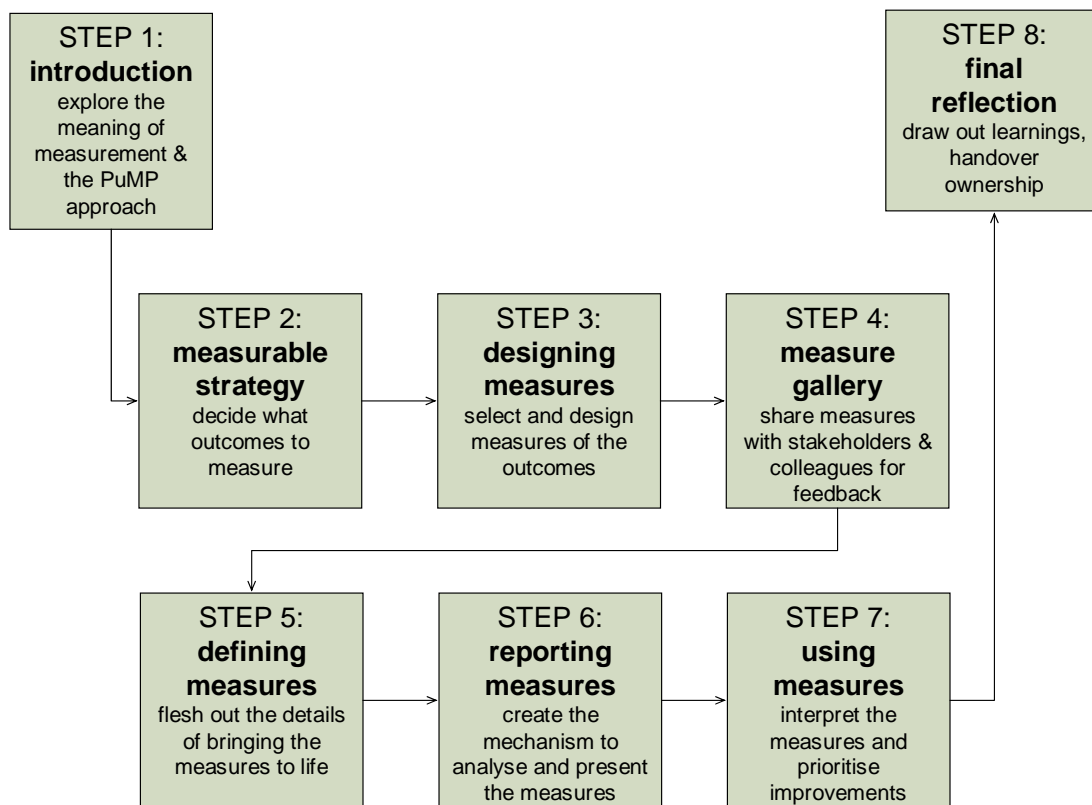 STEP 1:
introduction
explore the
meaning of
measurement &
the PuMP
approach
STEP 2:
measurable
strategy
decide what
outcomes to
measure
STEP 3:
designing
measures
select and design
measures of the
outcomes
STEP 4:
measure
gallery
share measures
with stakeholders &
colleagues for
feedback
STEP 5:
defining
measures
flesh out the details
of bringing the
measures to life
STEP 6:
reporting
measures
create the
mechanism to
analyse and present
the measures
STEP 7:
using
measures
interpret the
measures and
prioritise
improvements
STEP 8:
final
reflection
draw out learnings,
handover
ownership